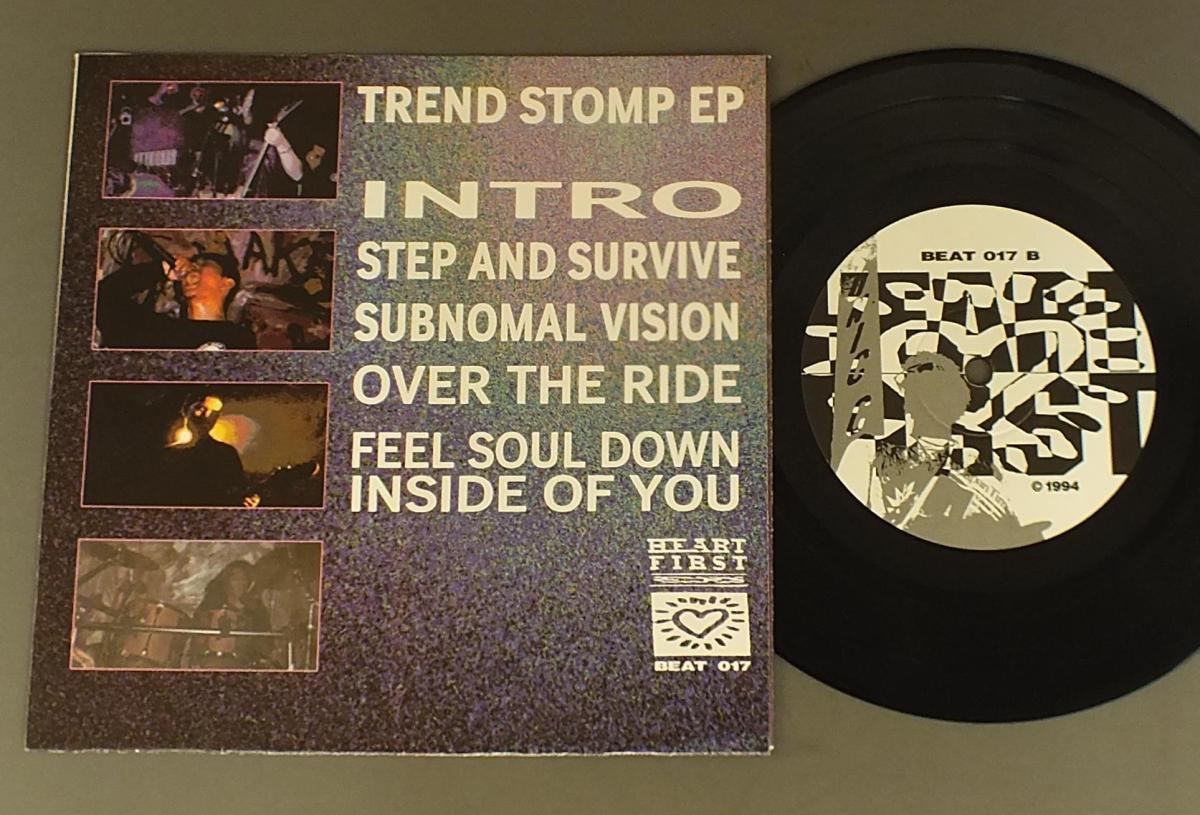 TREND STOMP EP
INTRO
STEP AND SURVIVE
SUBNOMAL VISION
OVER THE RIDE
FEEL SOUL DOWN
INSIDE OF YOU
HEART
FIRST
BEAT 017
BEAT 017 B
© 1994